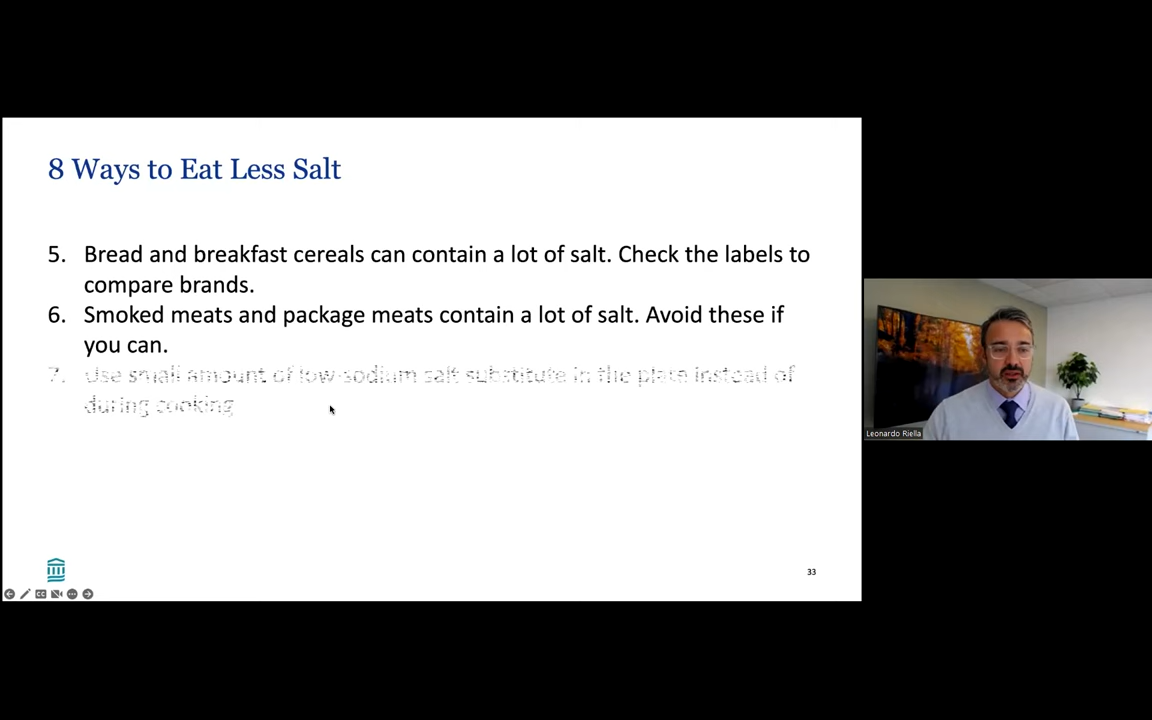 8 Ways to Eat Less Salt
5. Bread and breakfast cereals can contain a lot of salt. Check the labels to
compare brands.
6. Smoked meats and package meats contain a lot of salt. Avoid these if
you can.
7. Use small amount of low-sodium salt substitute in the place instead of
during cooking
33
Leonardo Riella